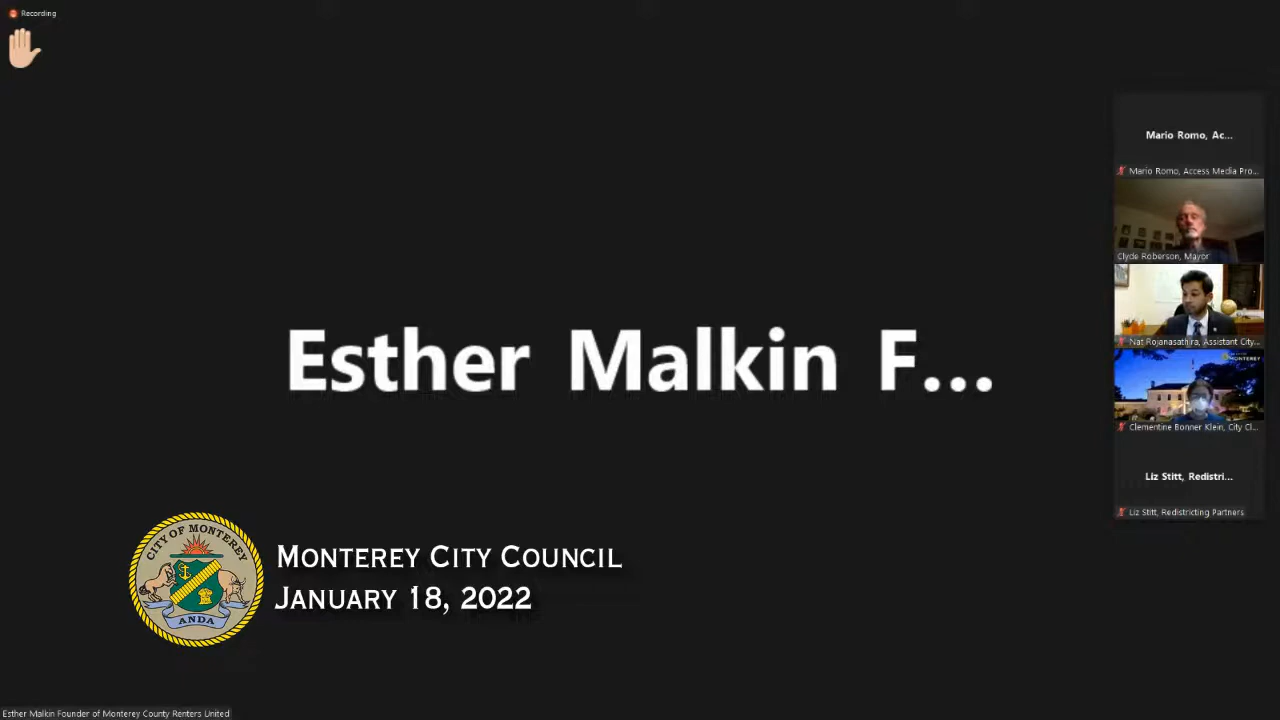 Recording
Mario Romo, Ac...
Mario Romo, Access Media Pro...
Clyde Roberson, Mayor
Nat Rojanasathira, Assistant City...
MONTEREY
Clementine Bonner Klein, City Cl...
Liz Stitt, Redistri...
Liz Stitt, Redistricting Partners
Esther Malkin F...
CITY OF MONTEREY
ANDA
MONTEREY CITY COUNCIL
JANUARY 18, 2022
Esther Malkin Founder of Monterey County Renters United